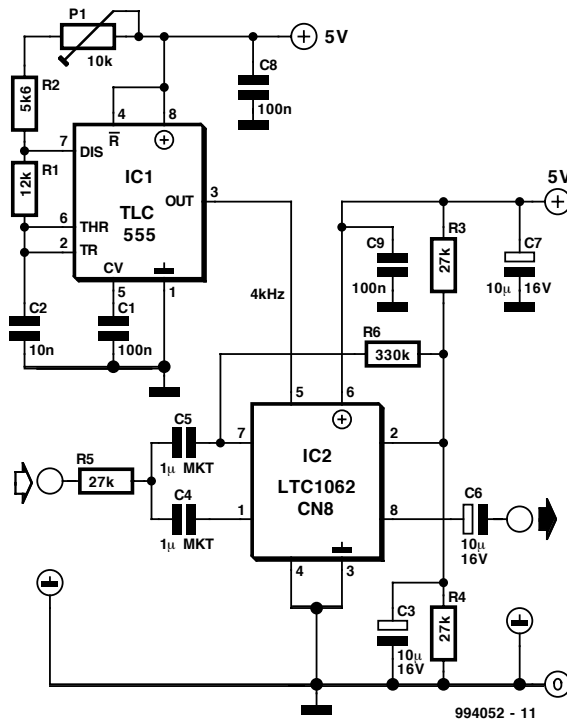 P1
10k
5V
R2
5k6
C8
100n
4
8
R
7
DIS
R1
12k
IC1
TLC
555
OUT
3
6
THR
2
TR
CV
5
1
C2
10n
C1
100n
5V
R3
27k
C7
10µ
16V
C9
100n
4kHz
R6
330k
5
6
C5
1µ MKT
7
IC2
LTC1062
CN8
2
R5
27k
C4
1µ MKT
1
8
C6
10µ
16V
4
3
C3
10µ
16V
R4
27k
0
994052 - 11